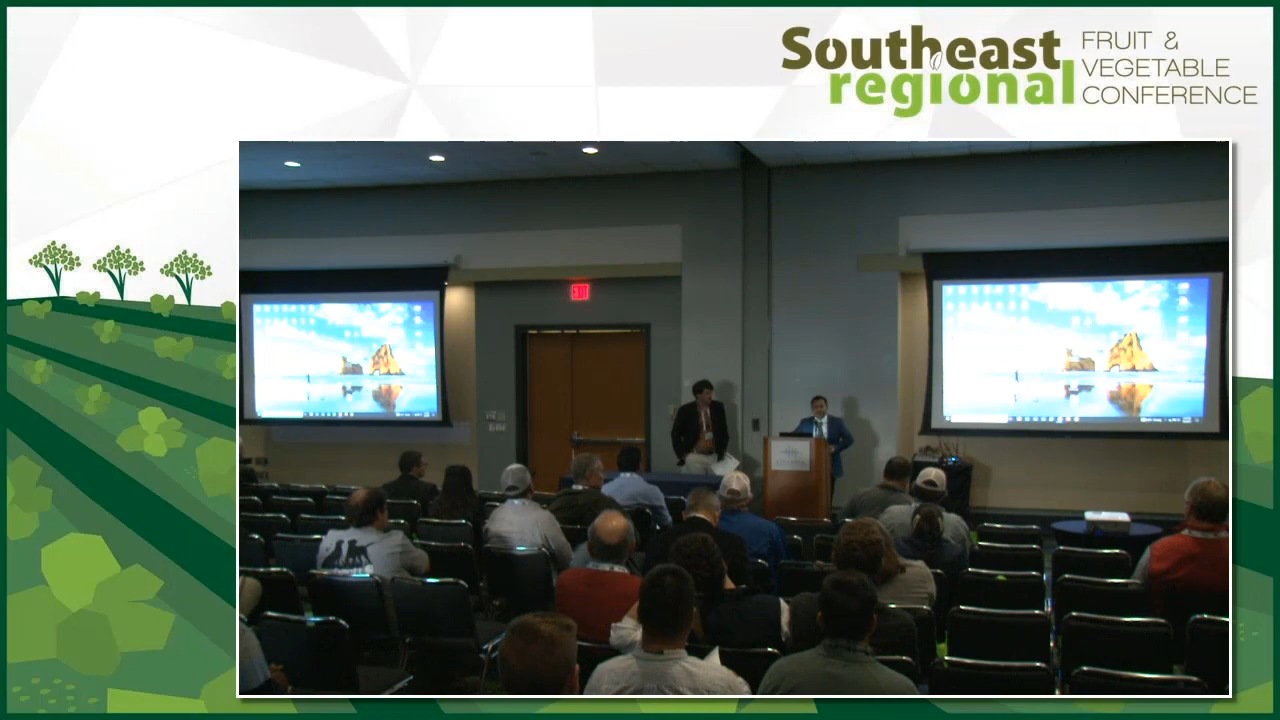 Southeast
regional
FRUIT &
VEGETABLE
CONFERENCE
EXIT